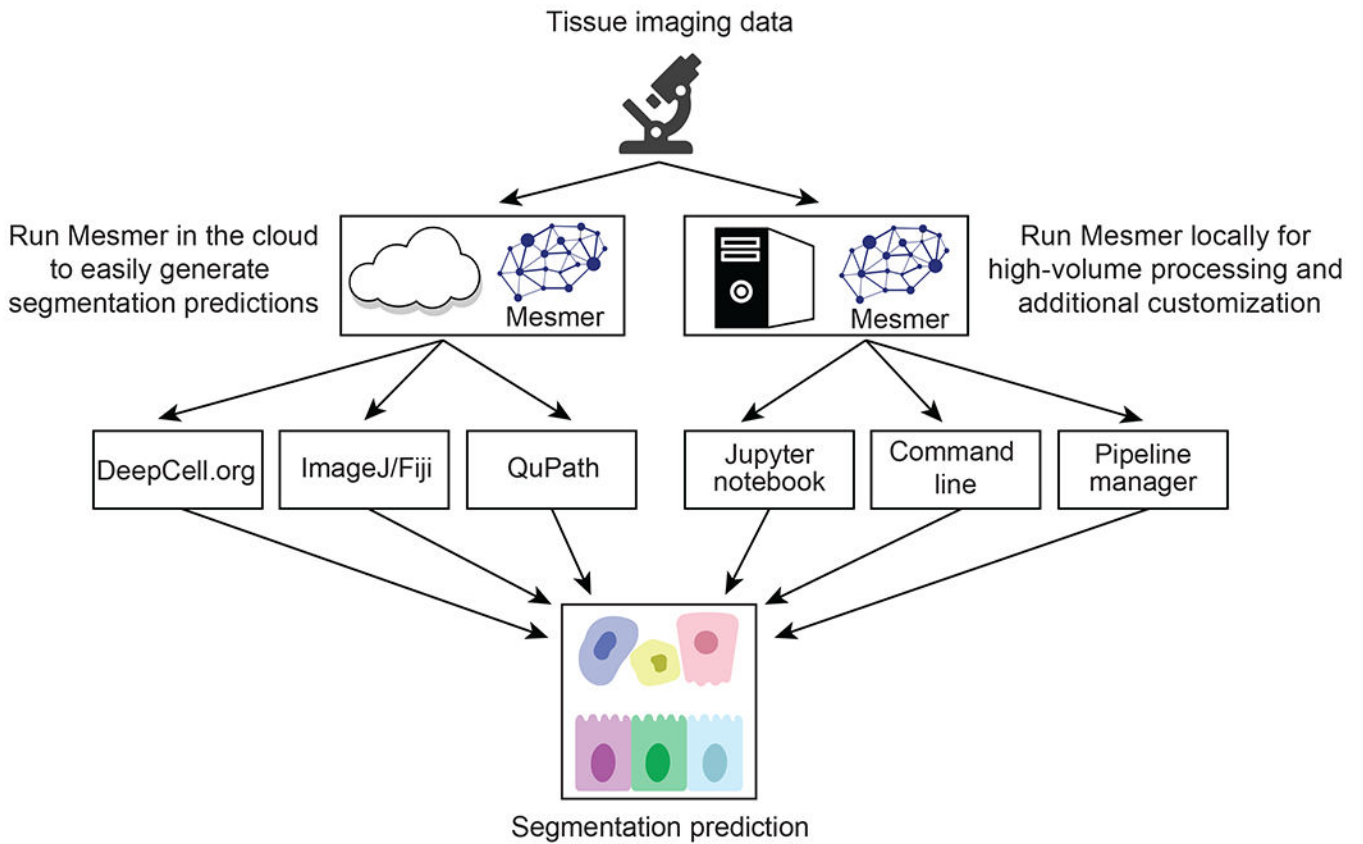 Tissue imaging data
Run Mesmer in the cloud
to easily generate
segmentation predictions
Mesmer
Mesmer
Run Mesmer locally for
high-volume processing and
additional customization
DeepCell.org
ImageJ/Fiji
QuPath
Jupyter
notebook
Command
line
Pipeline
manager
Segmentation prediction